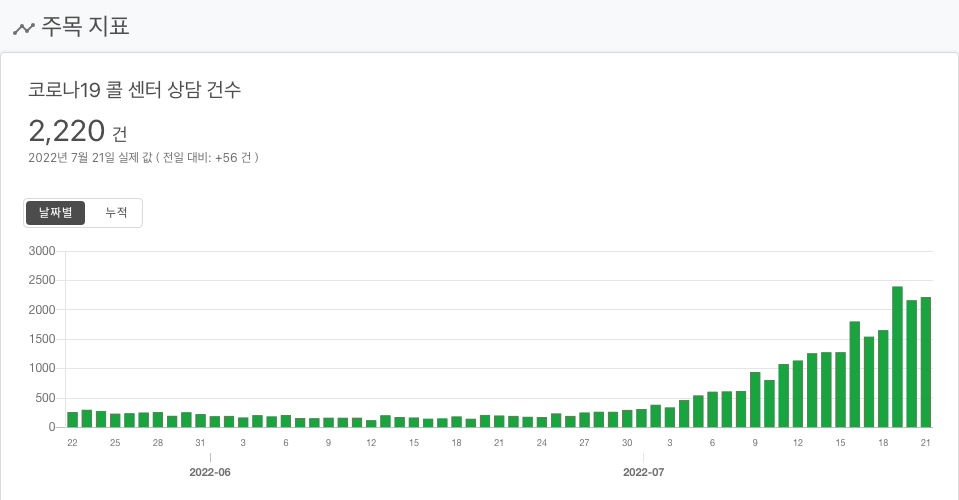 주목 지표
코로나19 콜 센터 상담 건수
2,220 건
2022년 7월 21일 실제 값 ( 전일 대비: +56 건 )
날짜별 누적
3000
2500
2000
1500
1000
500
0
22 25 28 31 3 6 9 12 15 18 21 24 27 30 3 6 9 12 15 18 21
2022-06 2022-07